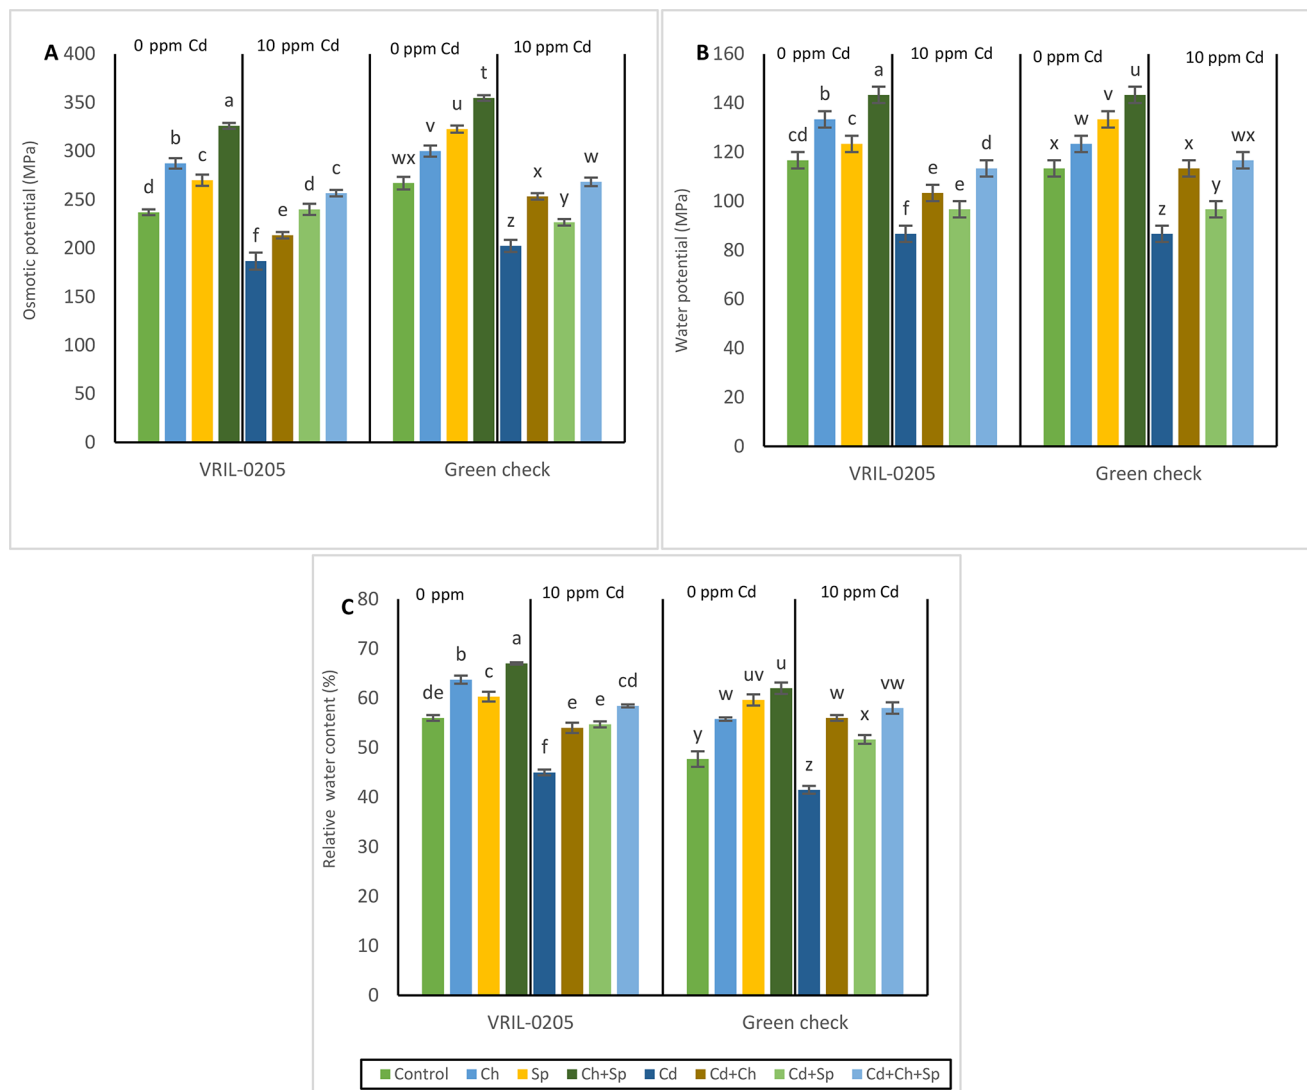 A
0 ppm Cd 10 ppm Cd 0 ppm Cd 10 ppm Cd
400
350
300
250
200
150
100
50
0
Osmotic potential (MPa)
d b c a f e d c wx v u t z x y w
VRIL-0205 Green check
B
0 ppm Cd 10 ppm Cd 0 ppm Cd 10 ppm Cd
160
140
120
100
80
60
40
20
0
Water potential (MPa)
cd b c a f e e d x w v u z x y wx
VRIL-0205 Green check
C
0 ppm 10 ppm Cd 0 ppm Cd 10 ppm Cd
80
70
60
50
40
30
20
10
0
Relative water content (%)
de b c a f e e cd y w uv u z w x vw
VRIL-0205 Green check
Control Ch Sp Ch+Sp Cd Cd+Ch Cd+Sp Cd+Ch+Sp